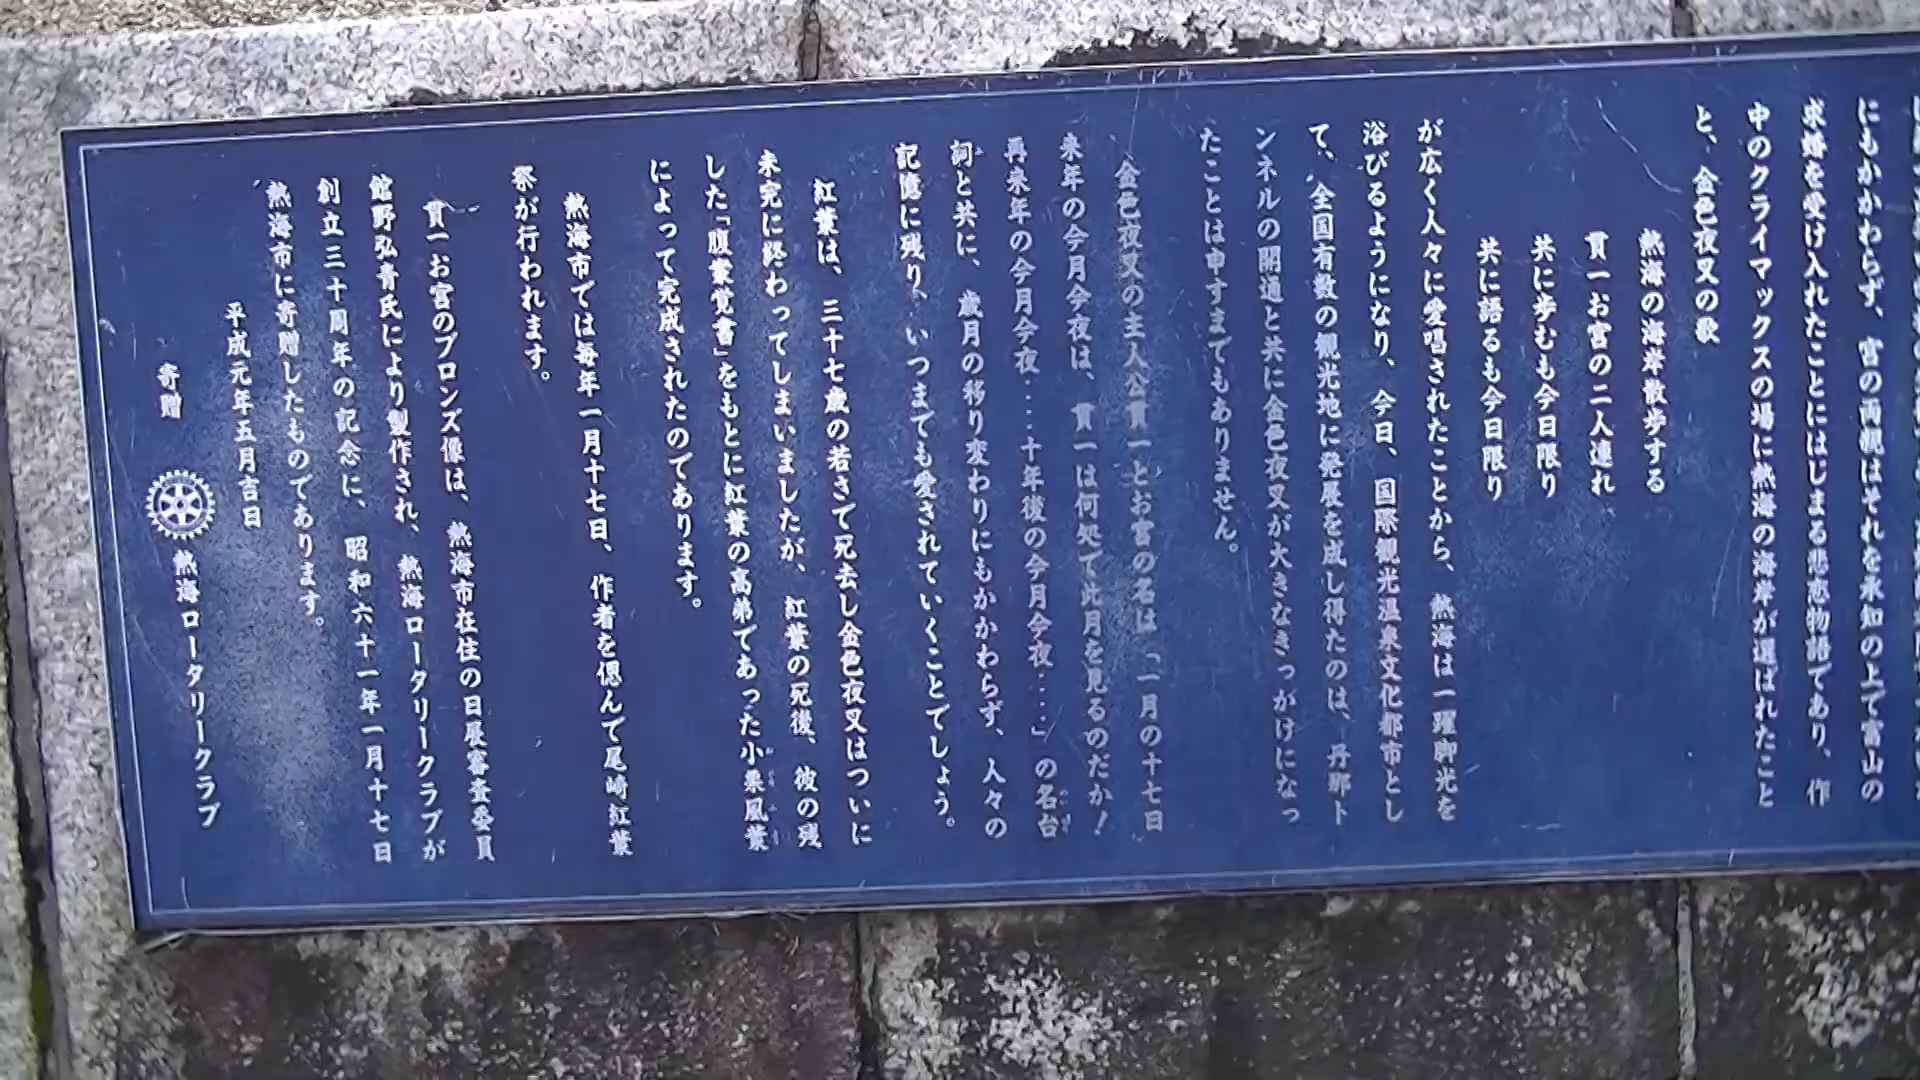 にもかかわらず、宮の両親はそれを承知の上で富山の
求婚を受け入れたことにはじまる悲恋物語であり、作
中のクライマックスの場に熱海の海岸が選ばれたこと
と、金色夜又の歌
熱海の海岸散歩する
貫一お宮の二人連れ
共に歩むも今日限り
共に語るも今日限り
が広く人々に愛唱されたことから、熱海は一躍脚光を
浴びるようになり、今日、国際観光温泉文化都市とし
て、全国有数の観光地に発展を成し得たのは、丹那ト
ンネルの開通と共に金色夜又が大きなきっかけになっ
たことは申すまでもありません。
金色夜又の主人公貫一とお宮の名は「一月の十七日
来年の今月今夜は、貫一は何処で此月を見るのだか！
再来年の今月今夜‥‥十年後の今月今夜‥‥」の名台
詞と共に、歳月の移り変わりにもかかわらず、人々の
記憶に残り、いつまでも愛されていくことでしょう。
紅葉は、三十七歳の若さで死去し金色夜又はついに
未完に終わってしまいましたが、紅葉の死後、彼の残
した「腹案覚書」をもとに紅葉の高弟であった小栗風葉
によって完成されたのであります。
熱海市では毎年一月十七日、作者を偲んで尾崎紅葉
祭が行われます。
貫一お宮のブロンズ像は、熱海市在住の日展審査委員
館野弘青氏により製作され、熱海ロータリークラブが
創立三十周年の記念に、昭和六十一年一月十七日
熱海市に寄贈したものであります。
平成元年五月吉日
寄贈 熱海ロータリークラブ